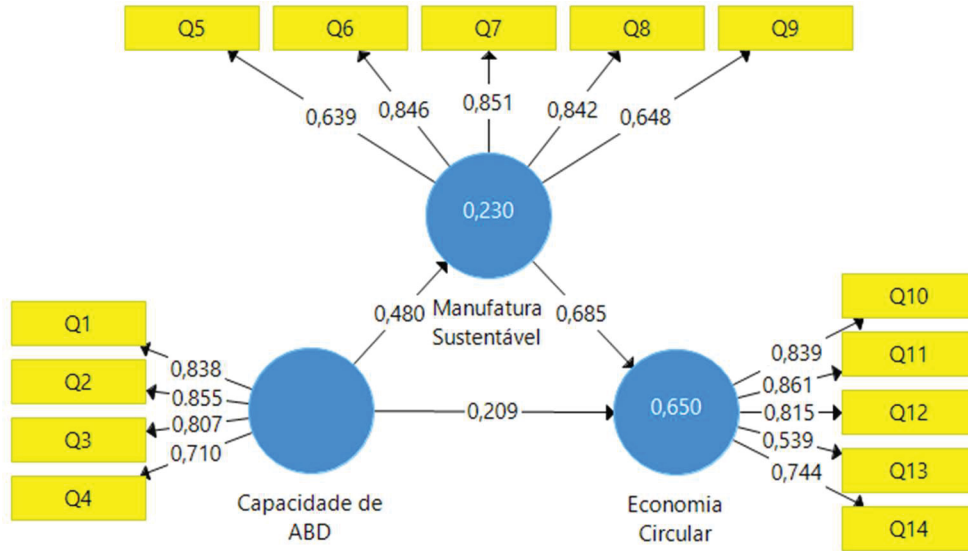 Q5
Q6
Q7
Q8
Q9
0,639
0,846
0,851
0,842
0,648
0,230
Manufatura
Sustentável
0,480
0,685
Q1
Q2
Q3
Q4
0,838
0,855
0,807
0,710
Capacidade de
ABD
0,209
0,650
Economia
Circular
0,839
0,861
0,815
0,539
0,744
Q10
Q11
Q12
Q13
Q14